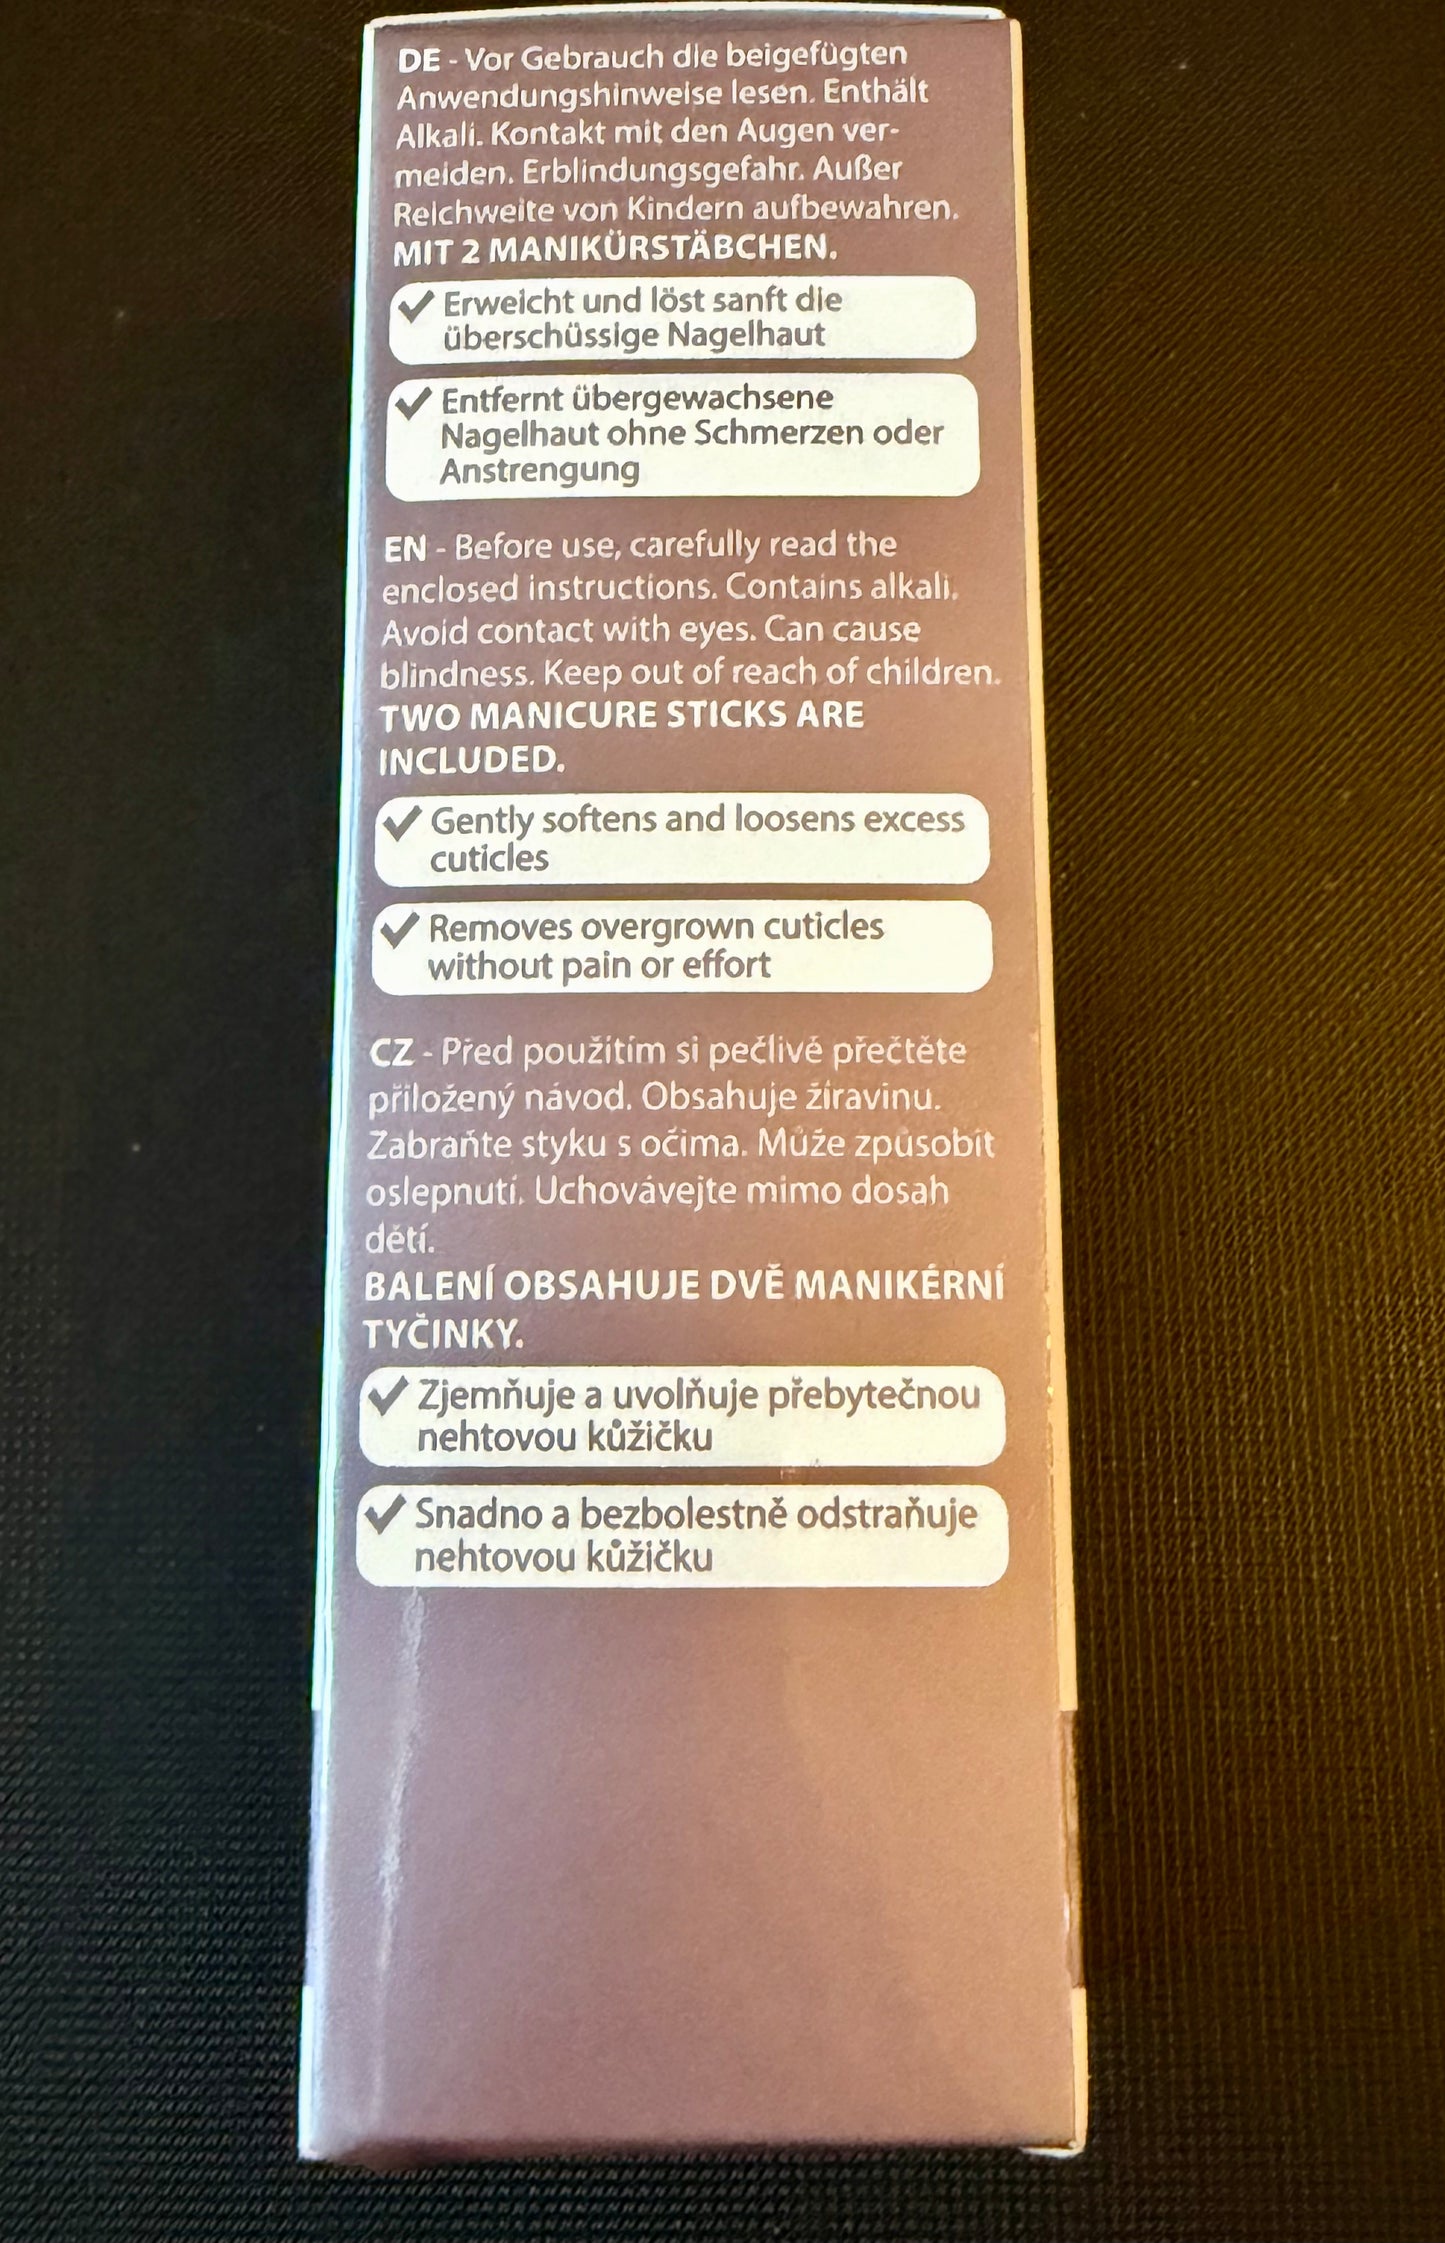 DE - Vor Gebrauch die beigefügten
Anwendungshinweise lesen. Enthält
Alkali. Kontakt mit den Augen ver-
meiden. Erblindungsgefahr. Außer
Reichweite von Kindern aufbewahren.
MIT 2 MANIKÜRSTÄBCHEN.
✓ Erweicht und löst sanft die
überschüssige Nagelhaut
✓ Entfernt übergewachsene
Nagelhaut ohne Schmerzen oder
Anstrengung
EN - Before use, carefully read the
enclosed instructions. Contains alkali.
Avoid contact with eyes. Can cause
blindness. Keep out of reach of children.
TWO MANICURE STICKS ARE
INCLUDED.
✓ Gently softens and loosens excess
cuticles
✓ Removes overgrown cuticles
without pain or effort
CZ - Před použitím si pečlivě přečtěte
přiložený návod. Obsahuje žíravinu.
Zabraňte styku s očima. Může způsobit
oslepnutí. Uchovávejte mimo dosah
dětí.
BALENÍ OBSAHUJE DVĚ MANIKÉRNÍ
TYČINKY.
✓ Zjemňuje a uvolňuje přebytečnou
nehtovou kůžičku
✓ Snadno a bezbolestně odstraňuje
nehtovou kůžičku